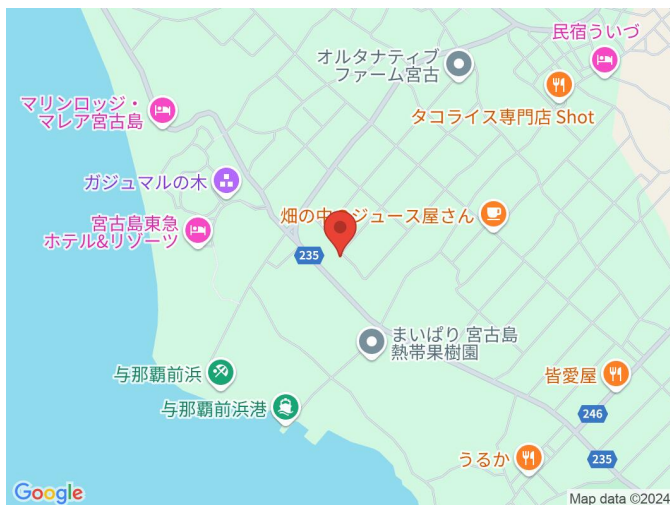 民宿ういづ
オルタナティブ
ファーム宮古
タコライス専門店 Shot
マリンロッジ・
マレア宮古島
ガジュマルの木
畑の中
ジュース屋さん
宮古島東急
ホテル&リゾーツ
235
まいぱり 宮古島
熱帯果樹園
与那覇前浜
皆愛屋
与那覇前浜港
246
うるか
235
Google
Map data ©2024